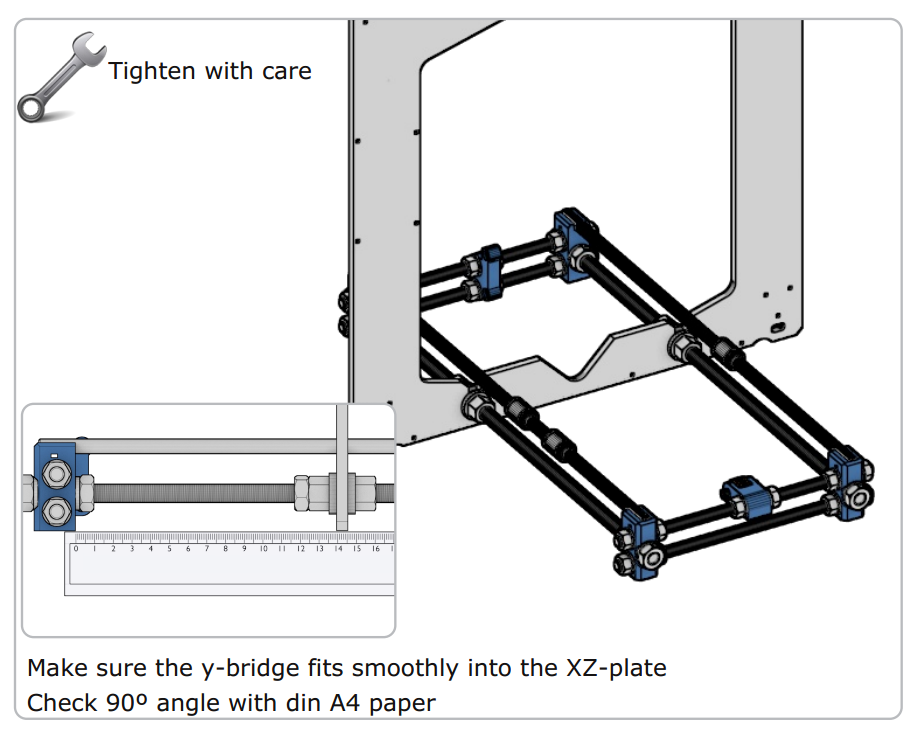 Tighten with care
0 1 2 3 4 5 6 7 8 9 10 11 12 13 14 15 16 1
Make sure the y-bridge fits smoothly into the XZ-plate
Check 90º angle with din A4 paper